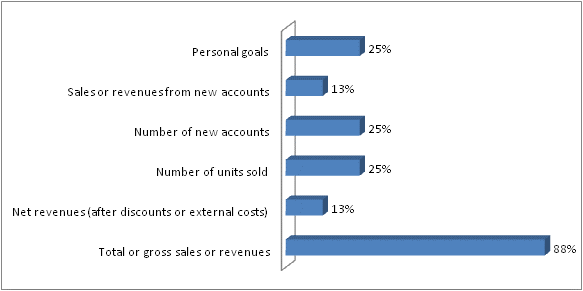 Personal goals 25%
Sales or revenues from new accounts 13%
Number of new accounts 25%
Number of units sold 25%
Net revenues (after discounts or external costs) 13%
Total or gross sales or revenues 88%